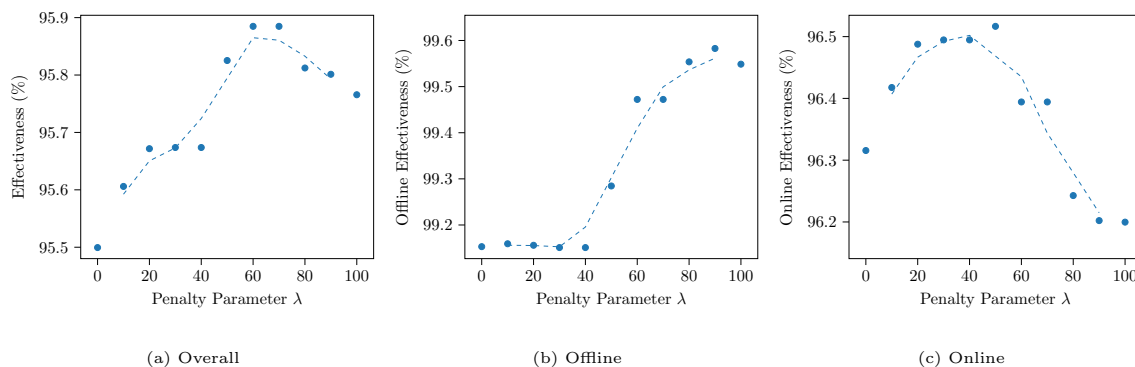 95.9
95.8
95.7
95.6
95.5
Effectiveness (%)
0 20 40 60 80 100
Penalty Parameter λ
(a) Overall
99.6
99.5
99.4
99.3
99.2
Offline Effectiveness (%)
0 20 40 60 80 100
Penalty Parameter λ
(b) Offline
96.5
96.4
96.3
96.2
Online Effectiveness (%)
0 20 40 60 80 100
Penalty Parameter λ
(c) Online